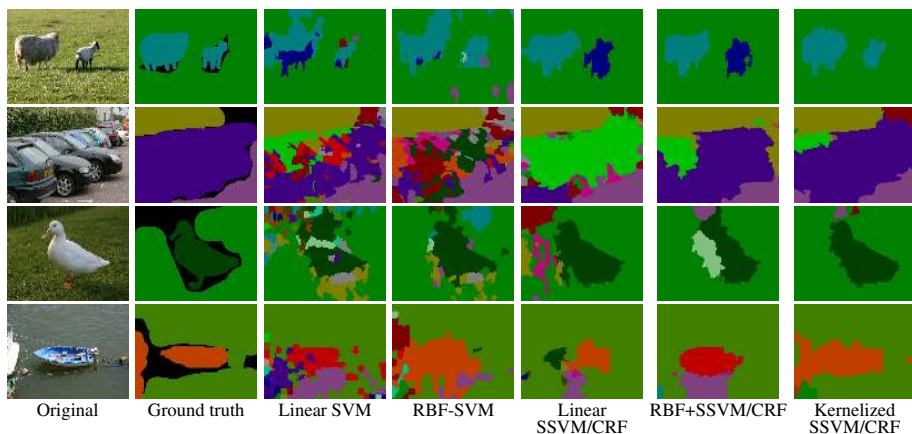 Original
Ground truth
Linear SVM
RBF-SVM
Linear
SSVM/CRF
RBF+SSVM/CRF
Kernelized
SSVM/CRF